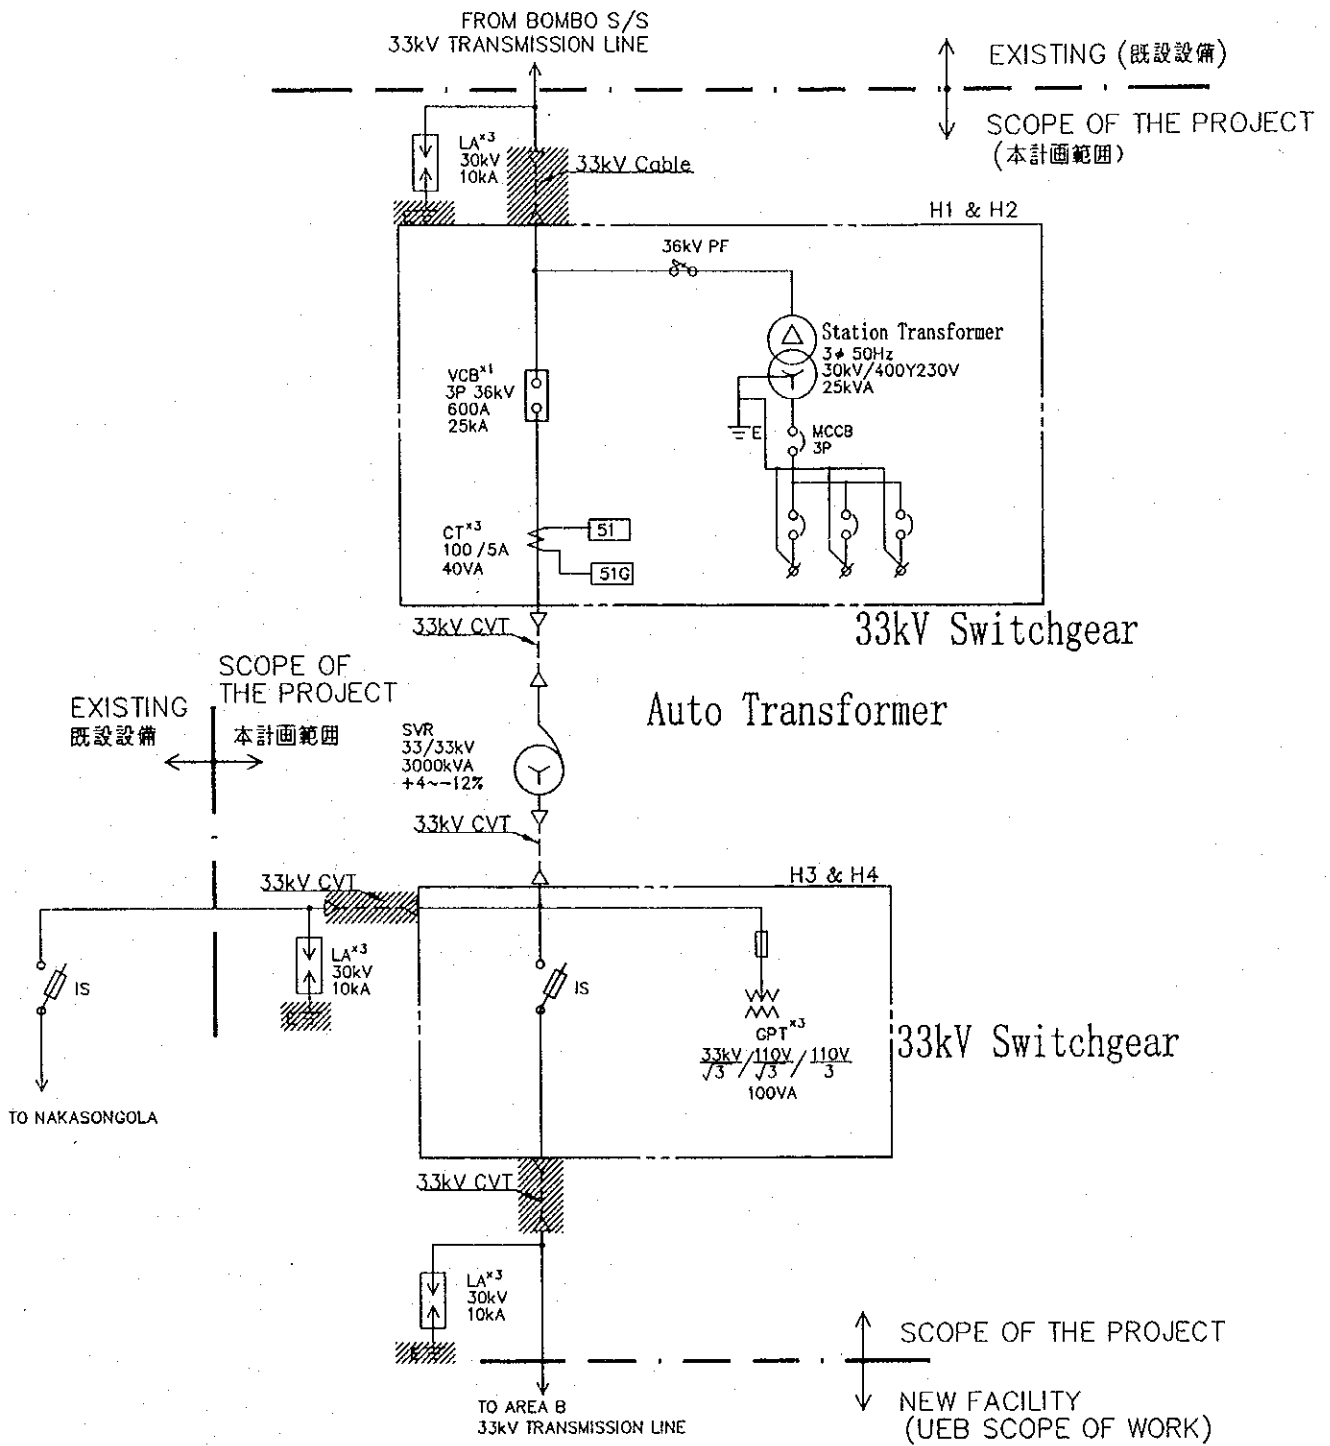 FROM BOMBO S/S
33kV TRANSMISSION LINE
EXISTING (既設設備)
SCOPE OF THE PROJECT
(本計画範囲)
LA×3
30kV
10kA
33kV Cable
E
H1 & H2
36kV PF
Station Transformer
3φ 50Hz
30kV/400Y230V
25kVA
VCB×1
3P 36kV
600A
25kA
E
MCCB
3P
CT×3
100/5A
40VA
51
51G
33kV Switchgear
33kV CVT
SCOPE OF
THE PROJECT
本計画範囲
EXISTING
既設設備
Auto Transformer
SVR
33/33kV
3000kVA
+4~-12%
33kV CVT
33kV CVT
H3 & H4
LA×3
30kV
10kA
E
IS
IS
GPT×3
33kV/√3 / 110V/√3 / 110V/3
100VA
33kV Switchgear
TO NAKASONGOLA
33kV CVT
LA×3
30kV
10kA
E
SCOPE OF THE PROJECT
TO AREA B
33kV TRANSMISSION LINE
NEW FACILITY
(UEB SCOPE OF WORK)